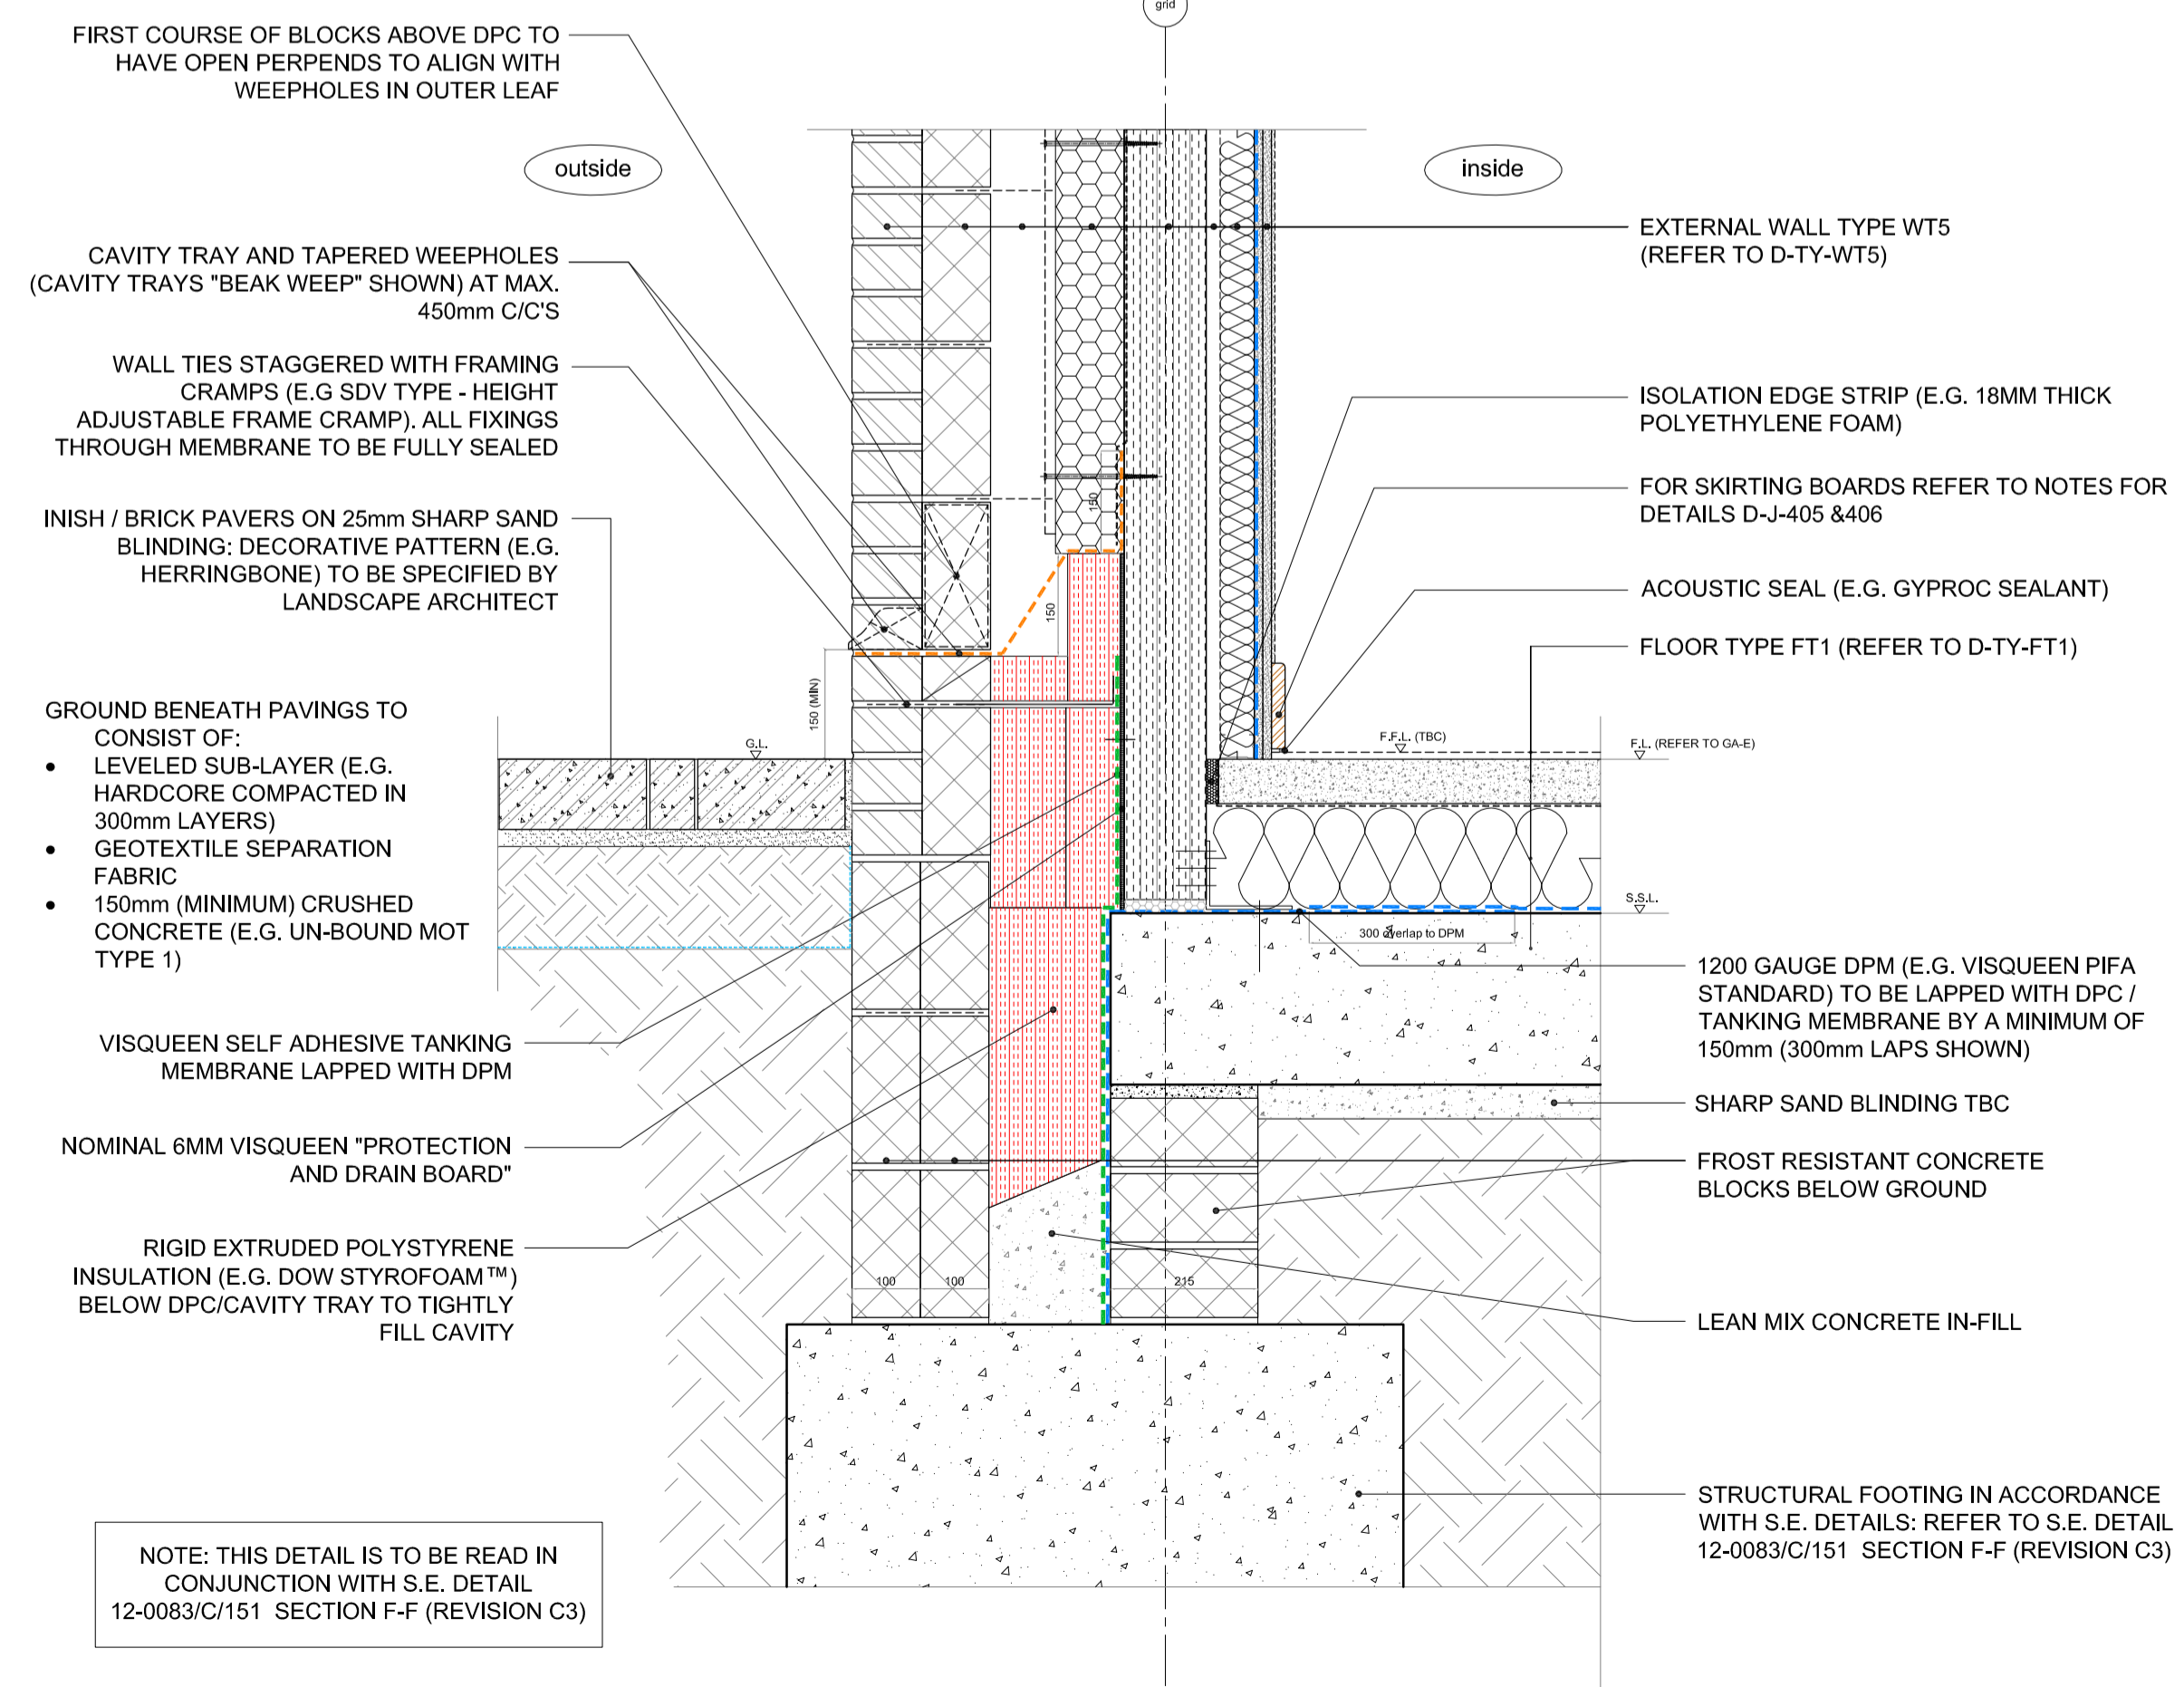 grid
FIRST COURSE OF BLOCKS ABOVE DPC TO
HAVE OPEN PERPENDS TO ALIGN WITH
WEEPHOLES IN OUTER LEAF
outside
inside
CAVITY TRAY AND TAPERED WEEPHOLES
(CAVITY TRAYS "BEAK WEEP" SHOWN) AT MAX.
450mm C/C'S
WALL TIES STAGGERED WITH FRAMING
CRAMPS (E.G SDV TYPE - HEIGHT
ADJUSTABLE FRAME CRAMP). ALL FIXINGS
THROUGH MEMBRANE TO BE FULLY SEALED
INISH / BRICK PAVERS ON 25mm SHARP SAND
BLINDING: DECORATIVE PATTERN (E.G.
HERRINGBONE) TO BE SPECIFIED BY
LANDSCAPE ARCHITECT
GROUND BENEATH PAVINGS TO
CONSIST OF:
• LEVELED SUB-LAYER (E.G.
HARDCORE COMPACTED IN
300mm LAYERS)
• GEOTEXTILE SEPARATION
FABRIC
• 150mm (MINIMUM) CRUSHED
CONCRETE (E.G. UN-BOUND MOT
TYPE 1)
VISQUEEN SELF ADHESIVE TANKING
MEMBRANE LAPPED WITH DPM
NOMINAL 6MM VISQUEEN "PROTECTION
AND DRAIN BOARD"
RIGID EXTRUDED POLYSTYRENE
INSULATION (E.G. DOW STYROFOAM™)
BELOW DPC/CAVITY TRAY TO TIGHTLY
FILL CAVITY
NOTE: THIS DETAIL IS TO BE READ IN
CONJUNCTION WITH S.E. DETAIL
12-0083/C/151 SECTION F-F (REVISION C3)
150
150
150 (MIN)
G.L.
F.F.L. (TBC)
F.L. (REFER TO GA-E)
S.S.L.
300 overlap to DPM
100
100
215
EXTERNAL WALL TYPE WT5
(REFER TO D-TY-WT5)
ISOLATION EDGE STRIP (E.G. 18MM THICK
POLYETHYLENE FOAM)
FOR SKIRTING BOARDS REFER TO NOTES FOR
DETAILS D-J-405 &406
ACOUSTIC SEAL (E.G. GYPROC SEALANT)
FLOOR TYPE FT1 (REFER TO D-TY-FT1)
1200 GAUGE DPM (E.G. VISQUEEN PIFA
STANDARD) TO BE LAPPED WITH DPC /
TANKING MEMBRANE BY A MINIMUM OF
150mm (300mm LAPS SHOWN)
SHARP SAND BLINDING TBC
FROST RESISTANT CONCRETE
BLOCKS BELOW GROUND
LEAN MIX CONCRETE IN-FILL
STRUCTURAL FOOTING IN ACCORDANCE
WITH S.E. DETAILS: REFER TO S.E. DETAIL
12-0083/C/151 SECTION F-F (REVISION C3)